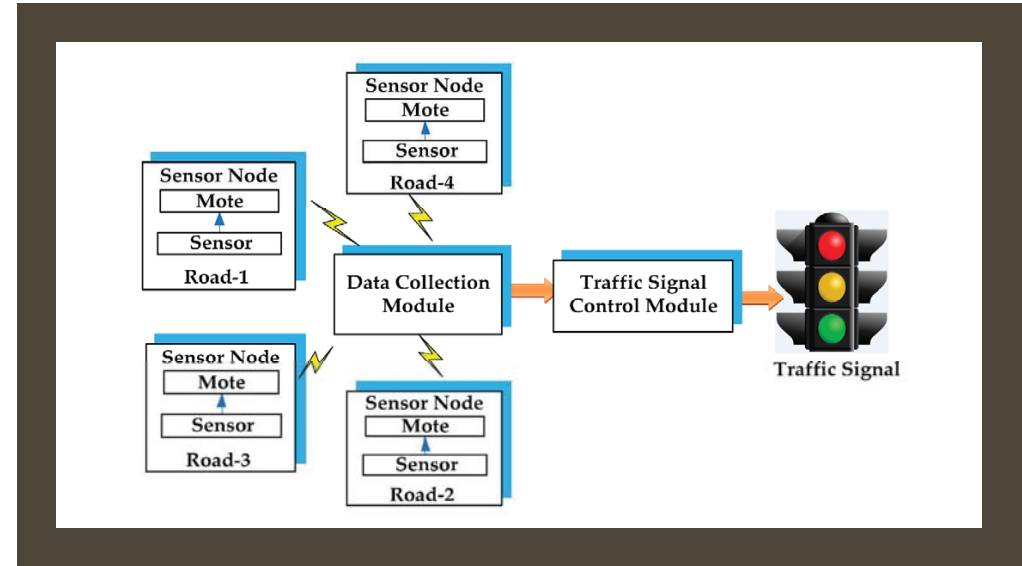 Sensor Node
Mote
Sensor
Road-4
Sensor Node
Mote
Sensor
Road-1
Data Collection
Module
Traffic Signal
Control Module
Traffic Signal
Sensor Node
Mote
Sensor
Road-3
Sensor Node
Mote
Sensor
Road-2